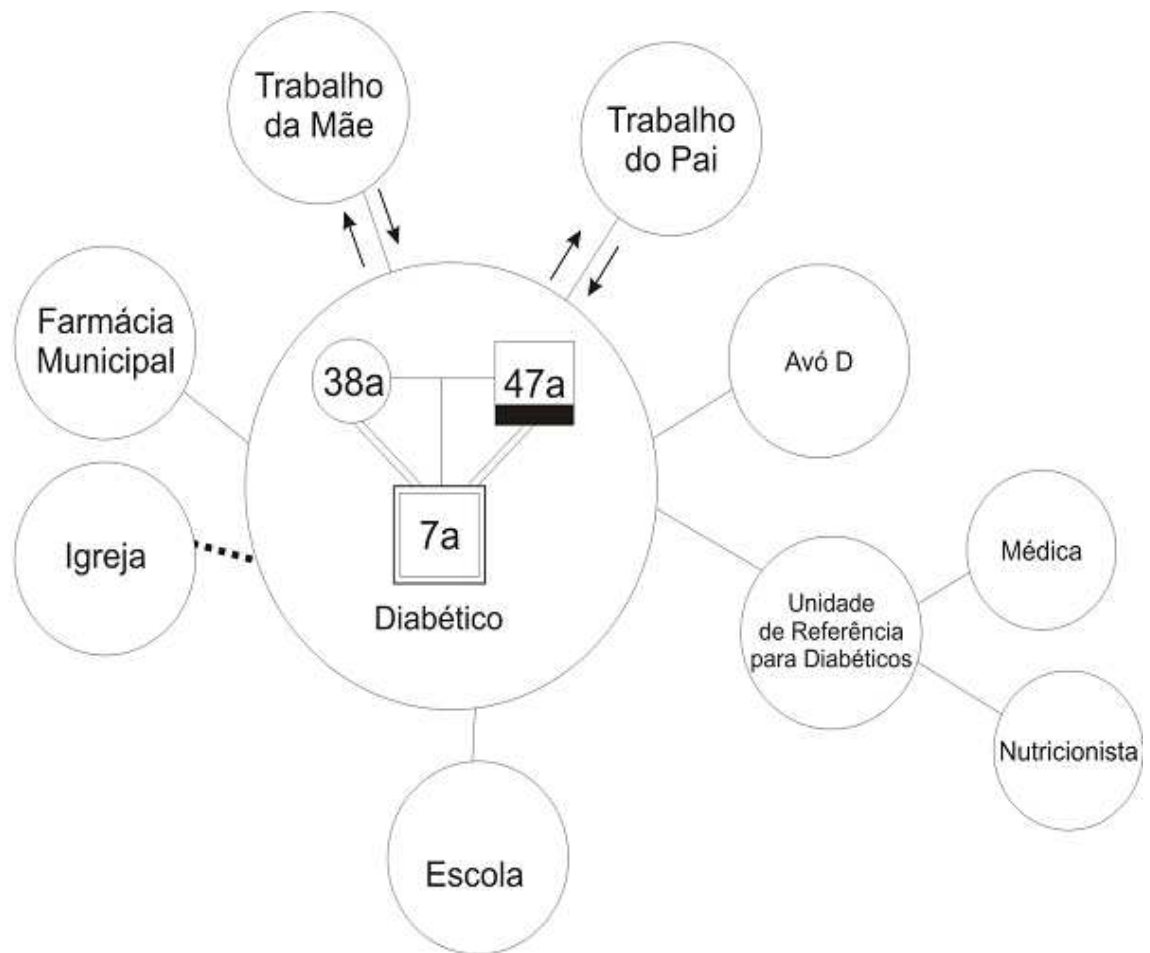 Trabalho
da Mãe
Trabalho
do Pai
Farmácia
Municipal
38a
47a
Avó D
7a
Igreja
Diabético
Médica
Unidade
de Referência
para Diabéticos
Nutricionista
Escola